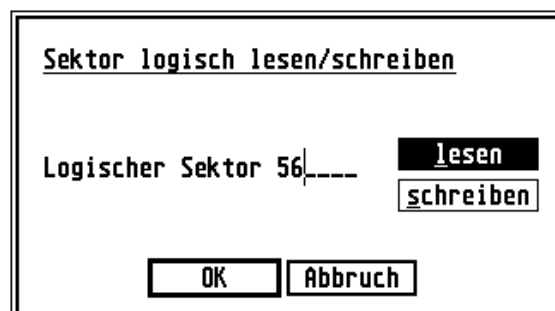 Sektor logisch lesen/schreiben
Logischer Sektor 56____
lesen
schreiben
OK Abbruch